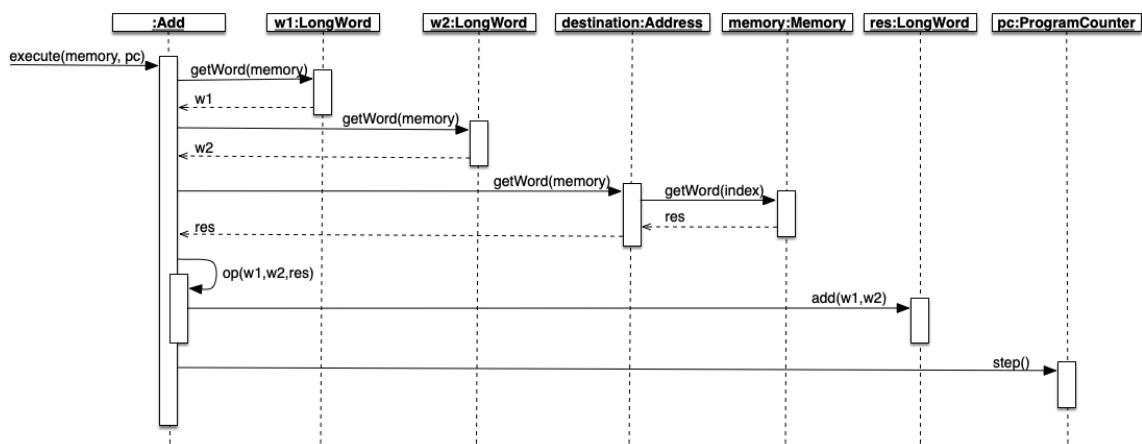 :Add
w1:LongWord
w2:LongWord
destination:Address
memory:Memory
res:LongWord
pc:ProgramCounter
execute(memory, pc)
getWord(memory)
w1
getWord(memory)
w2
getWord(memory)
getWord(index)
res
res
op(w1,w2,res)
add(w1,w2)
step()